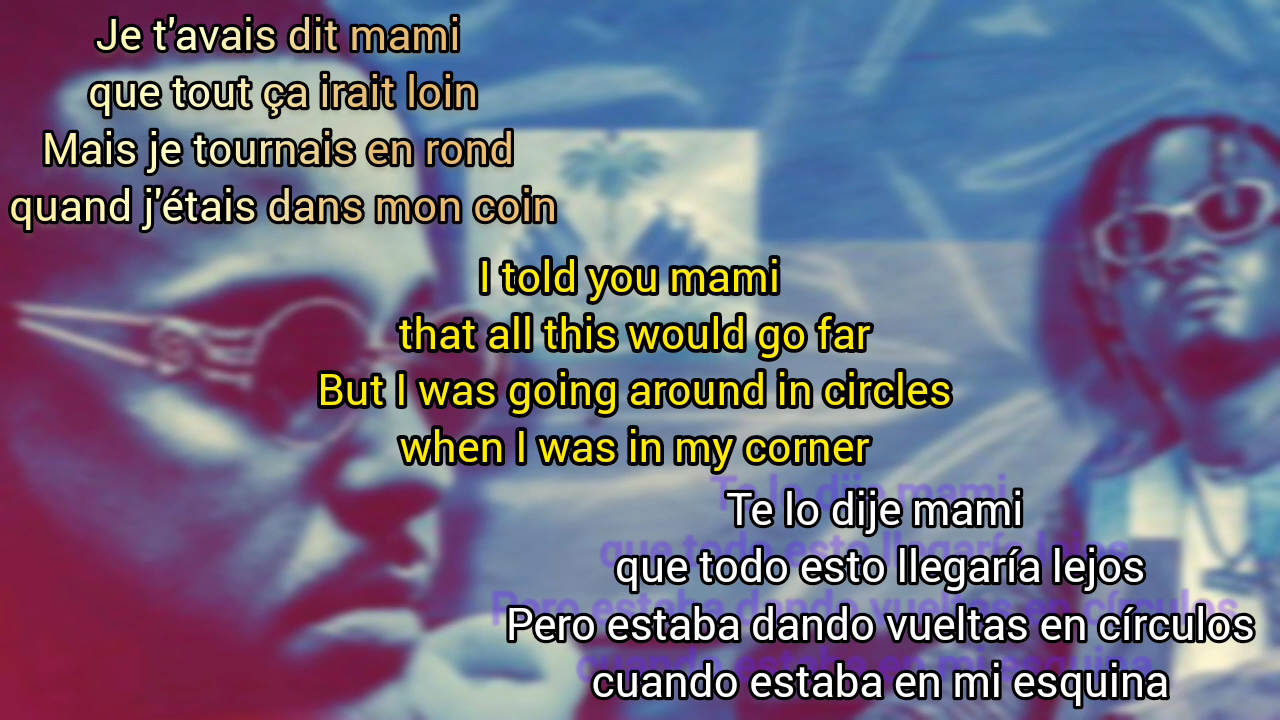 Je t'avais dit mami
que tout ça irait loin
Mais je tournais en rond
quand j'étais dans mon coin
I told you mami
that all this would go far
But I was going around in circles
when I was in my corner
Te lo dije mami
que todo esto llegaría lejos
Pero estaba dando vueltas en círculos
cuando estaba en mi esquina